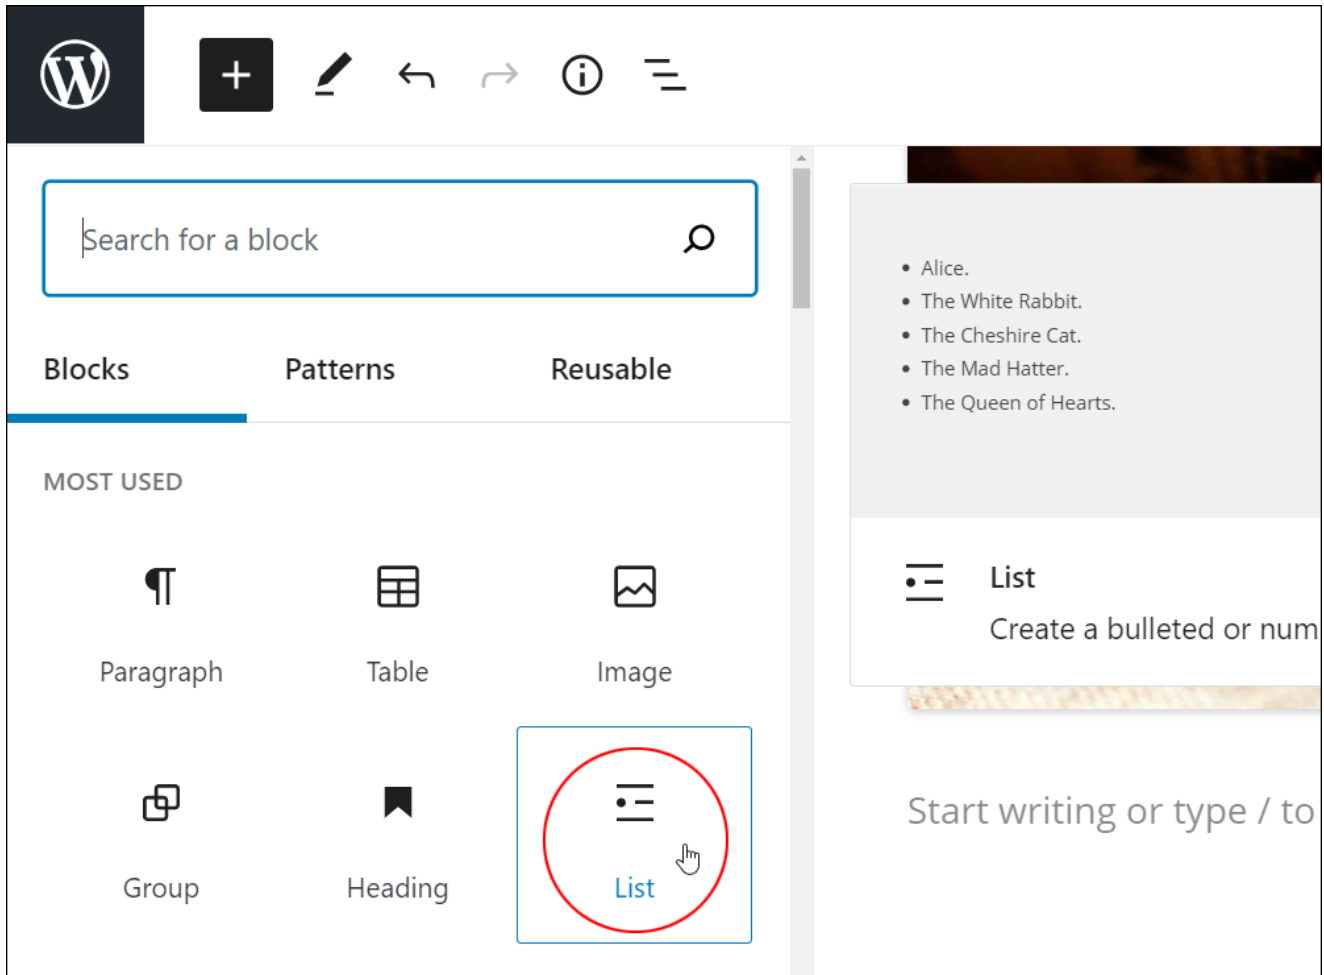 Search for a block
Blocks
Patterns
Reusable
MOST USED
Paragraph
Table
Image
Group
Heading
List
• Alice.
• The White Rabbit.
• The Cheshire Cat.
• The Mad Hatter.
• The Queen of Hearts.
List
Create a bulleted or num
Start writing or type / to